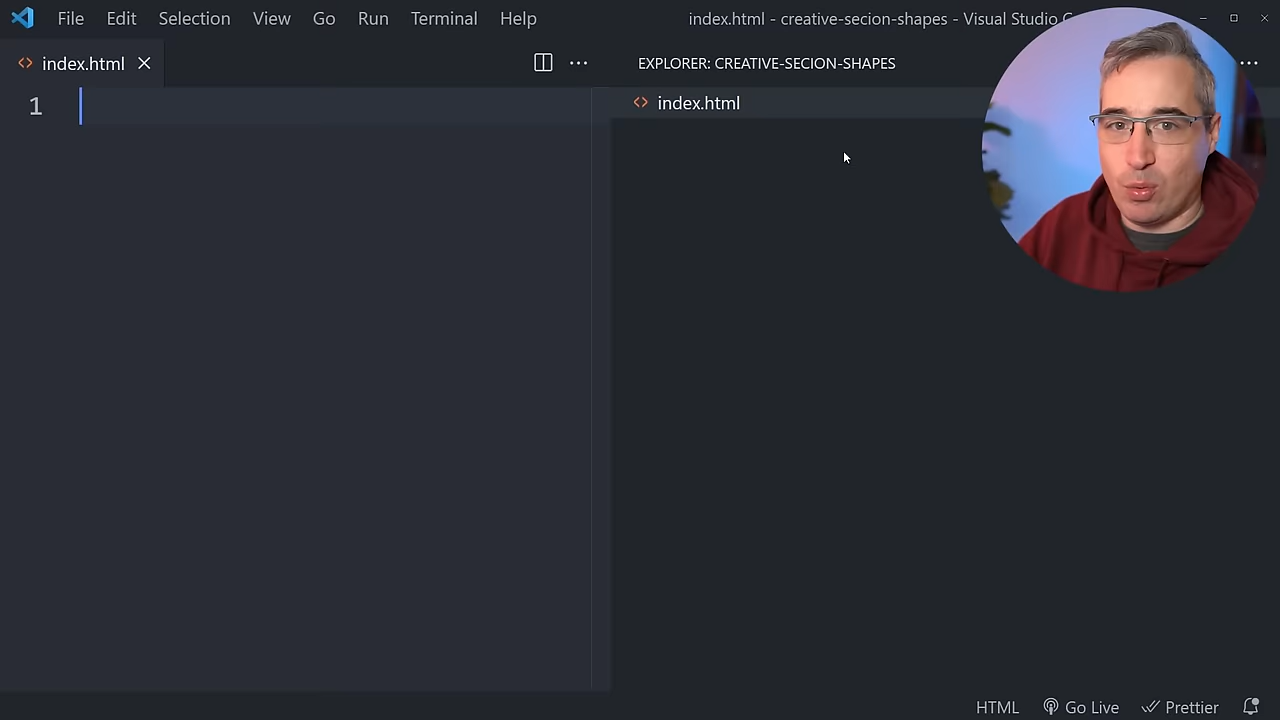 File Edit Selection View Go Run Terminal Help index.html - creative-secion-shapes - Visual Studio
index.html
EXPLORER: CREATIVE-SECION-SHAPES
1
index.html
HTML Go Live Prettier